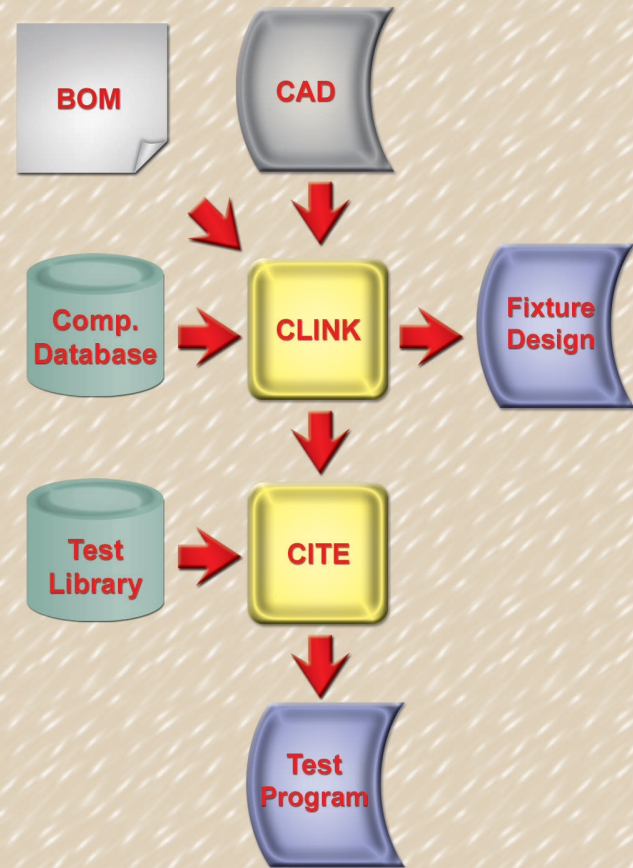 BOM
CAD
Comp.
Database
CLINK
Fixture
Design
Test
Library
CITE
Test
Program